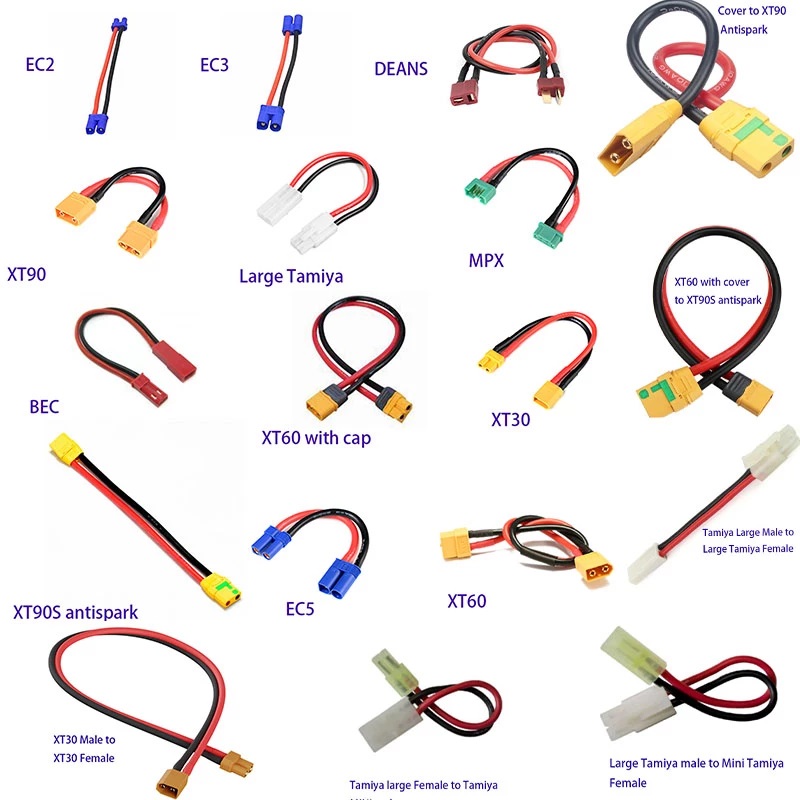 EC2
EC3
DEANS
Cover to XT90
Antispark
XT90
Large Tamiya
MPX
XT60 with cover
to XT90S antispark
BEC
XT60 with cap
XT30
Tamiya Large Male to
Large Tamiya Female
XT90S antispark
EC5
XT60
XT30 Male to
XT30 Female
Tamiya large Female to Tamiya
Large Tamiya male to Mini Tamiya
Female